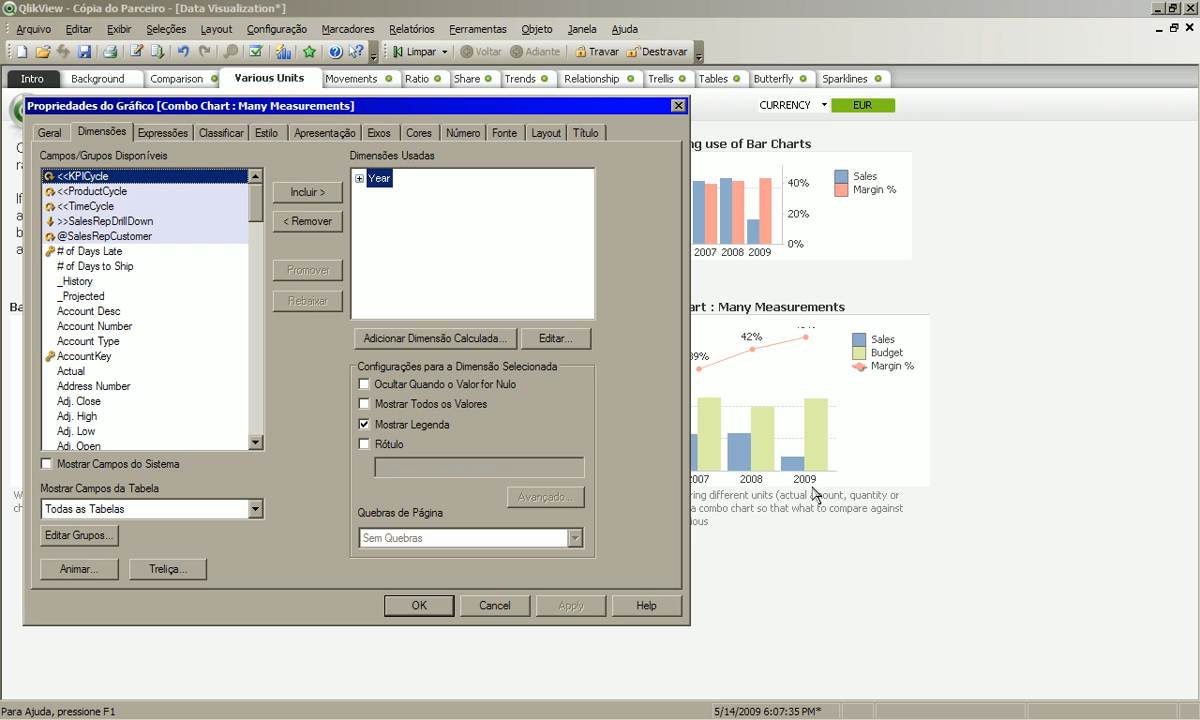 QlikView - Cópia do Parceiro - [Data Visualization*]
Arquivo Editar Exibir Seleções Layout Configuração Marcadores Relatórios Ferramentas Objeto Janela Ajuda
Limpar Voltar Adiante Travar Destravar
Intro Background Comparison Various Units Movements Ratio Share Trends Relationship Trellis Tables Butterfly Sparklines
CURRENCY EUR
Propriedades do Gráfico [Combo Chart : Many Measurements]
Geral Dimensões Expressões Classificar Estilo Apresentação Eixos Cores Número Fonte Layout Título
Campos/Grupos Disponíveis
<<KPICycle
<<ProductCycle
<<TimeCycle
>>SalesRepDrillDown
@SalesRepCustomer
# of Days Late
# of Days to Ship
_History
_Projected
Account Desc
Account Number
Account Type
AccountKey
Actual
Address Number
Adj. Close
Adj. High
Adj. Low
Adj. Open
Mostrar Campos do Sistema
Mostrar Campos da Tabela
Todas as Tabelas
Editar Grupos...
Animar... Treliça...
Incluir >
< Remover
Promover
Rebaixar
Dimensões Usadas
Year
Adicionar Dimensão Calculada... Editar...
Configurações para a Dimensão Selecionada
Ocultar Quando o Valor for Nulo
Mostrar Todos os Valores
Mostrar Legenda
Rótulo
Avançado...
Quebras de Página
Sem Quebras
OK Cancel Apply Help
ng use of Bar Charts
Sales
Margin %
40%
20%
0%
2007 2008 2009
art : Many Measurements
42%
39%
Sales
Budget
Margin %
2007 2008 2009
ring different units (actual amount, quantity or
a combo chart so that what to compare against
ious
Para Ajuda, pressione F1
5/14/2009 6:07:35 PM*